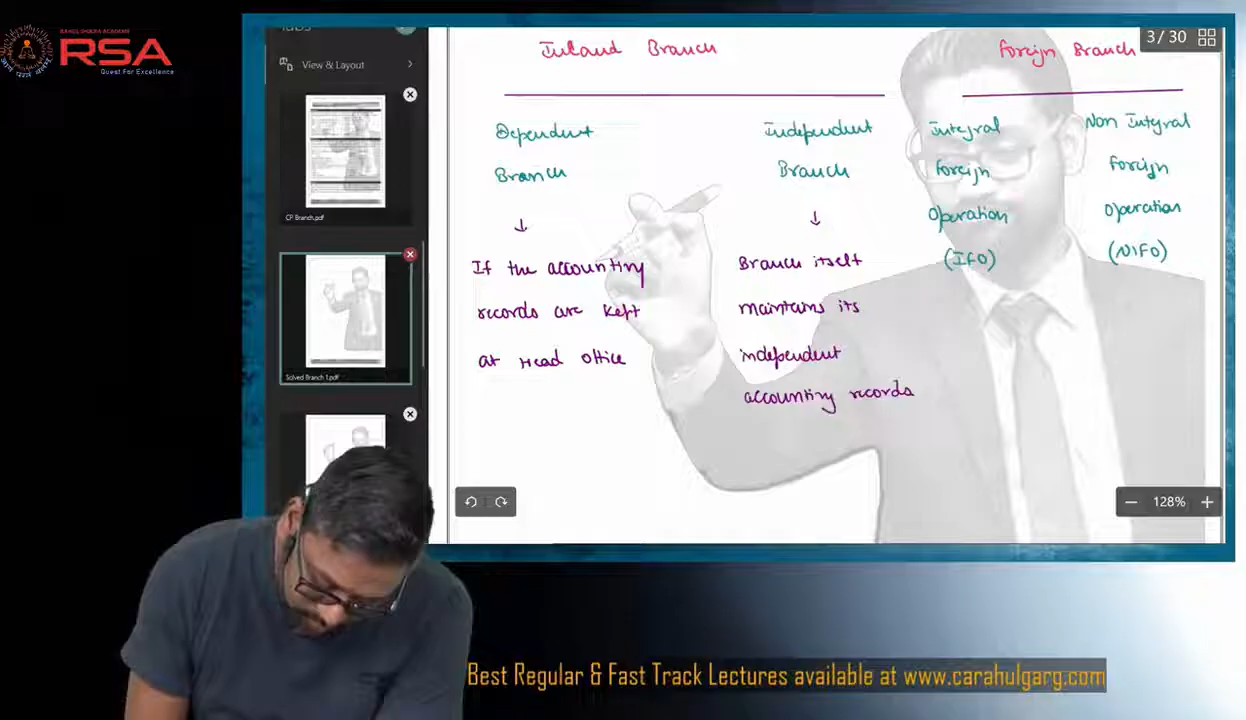 RAHUL DHURIA ACADEMY
RSA
Quest For Excellence
View & Layout
CP Branch.pdf
Solved Branch 1.pdf
3 / 30
Inland Branch
Foreign Branch
Dependent
Branch
↓
If the accounting
records are kept
at Head office
Independent
Branch
↓
Branch itself
maintains its
independent
accounting records
Integral
Foreign
Operation
(IFO)
Non Integral
Foreign
Operation
(NIFO)
128%
Best Regular & Fast Track Lectures available at www.carahulgarg.com